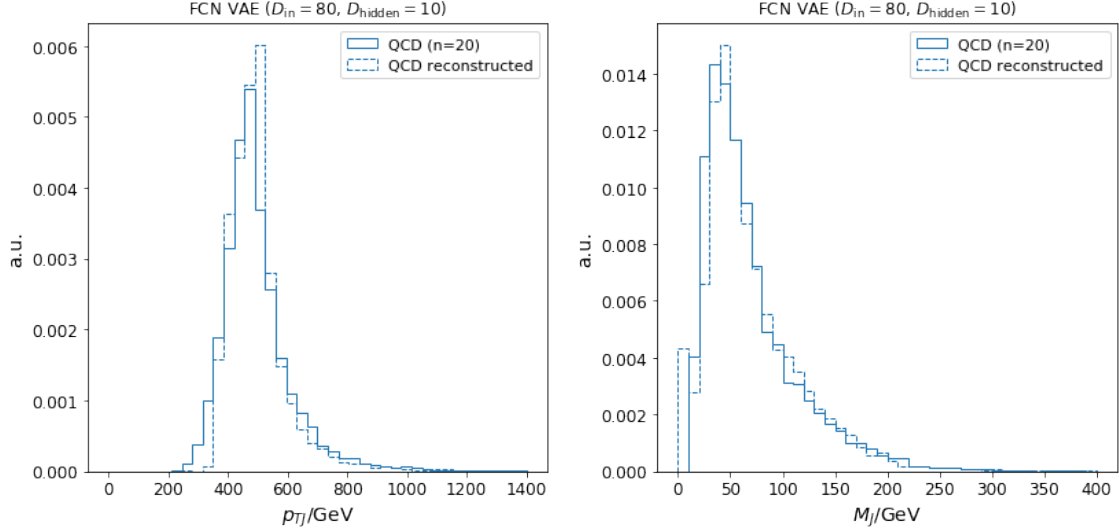 FCN VAE (D_in = 80, D_hidden = 10)
QCD (n=20)
QCD reconstructed
a.u.
0.006
0.005
0.004
0.003
0.002
0.001
0.000
0 200 400 600 800 1000 1200 1400
p_TJ/GeV
FCN VAE (D_in = 80, D_hidden = 10)
QCD (n=20)
QCD reconstructed
a.u.
0.014
0.012
0.010
0.008
0.006
0.004
0.002
0.000
0 50 100 150 200 250 300 350 400
M_J/GeV